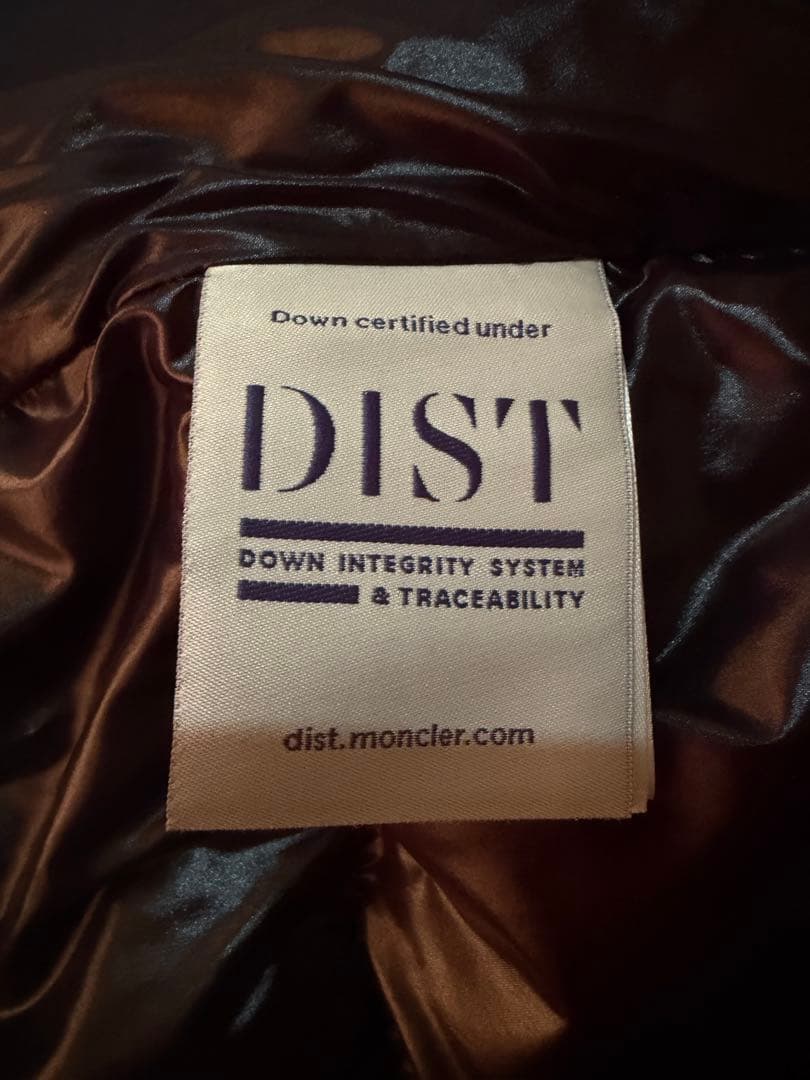 Down certified under
DIST
DOWN INTEGRITY SYSTEM
& TRACEABILITY
dist.moncler.com